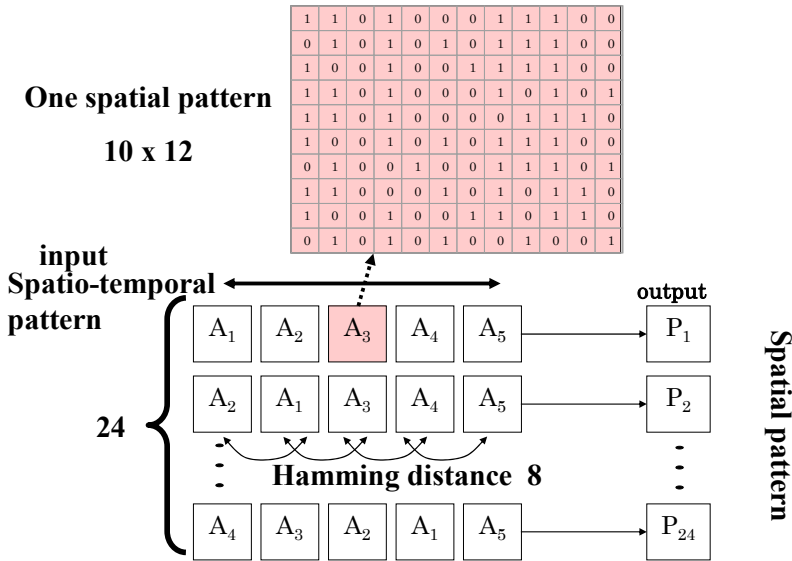 1 1 0 1 0 0 0 1 1 1 0 0
0 1 0 1 0 1 0 1 1 1 0 0
1 0 0 1 0 0 1 1 1 1 0 0
1 1 0 1 0 0 0 1 0 1 0 1
1 0 0 1 0 0 0 0 1 1 1 0
1 0 0 1 0 1 0 1 1 1 0 0
0 1 0 0 1 0 0 1 1 1 0 1
1 1 0 0 0 1 0 1 0 1 1 0
1 0 0 1 0 0 1 1 0 1 1 0
0 1 0 1 0 1 0 0 1 0 0 1
One spatial pattern
10 x 12
input
Spatio-temporal
pattern
output
A1 A2 A3 A4 A5 P1
A2 A1 A3 A4 A5 P2
24
Hamming distance 8
A4 A3 A2 A1 A5 P24
Spatial pattern